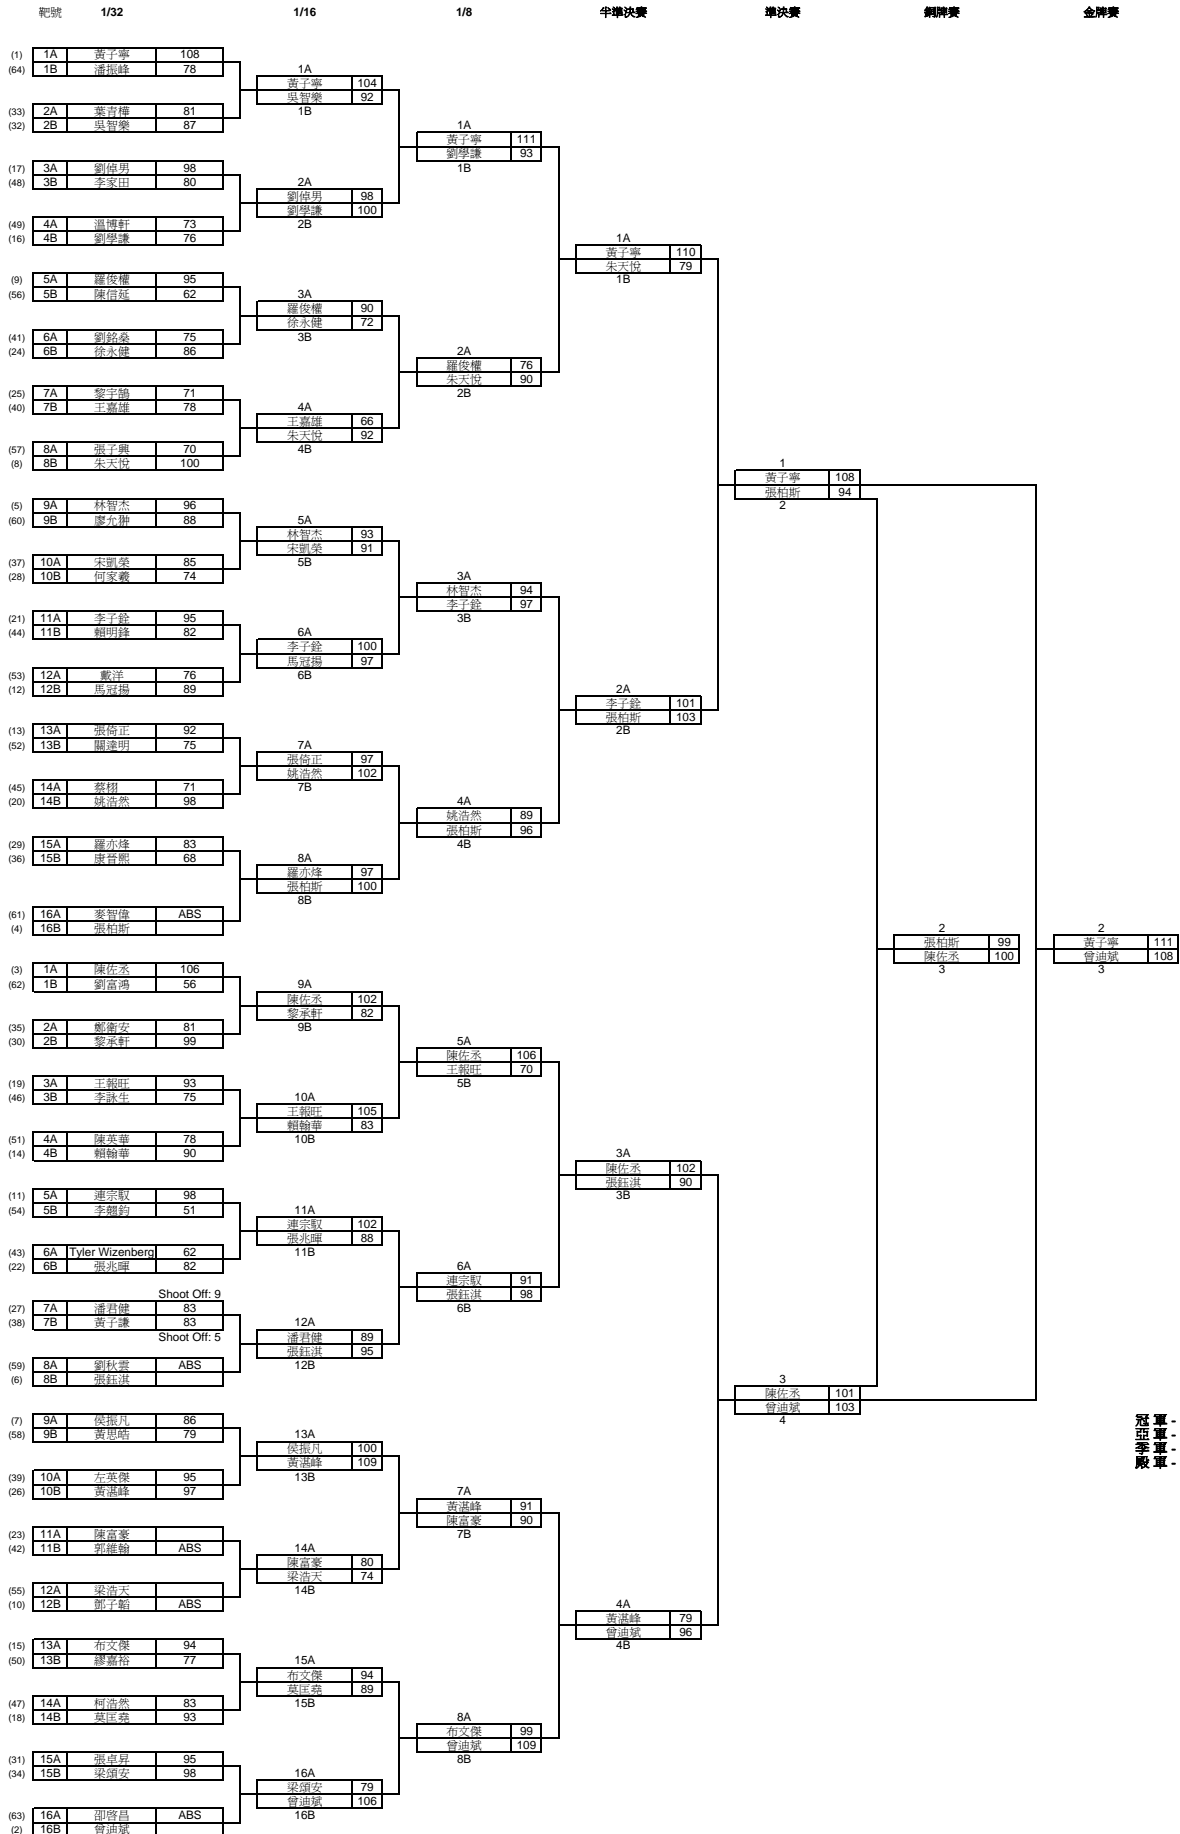 靶號 1/32 1/16 1/8 半準決賽 準決賽 銅牌賽 金牌賽
(1) 1A 黃子寧 108
(64) 1B 潘振峰 78
1A
黃子寧 104
吳智樂 92
1B
(33) 2A 葉青樺 81
(32) 2B 吳智樂 87
1A
黃子寧 111
劉學謙 93
1B
(17) 3A 劉倬男 98
(48) 3B 李家田 80
2A
劉倬男 98
劉學謙 100
2B
(49) 4A 溫博軒 73
(16) 4B 劉學謙 76
1A
黃子寧 110
朱天悅 79
1B
(9) 5A 羅俊權 95
(56) 5B 陳信延 62
3A
羅俊權 90
徐永健 72
3B
(41) 6A 劉銘燊 75
(24) 6B 徐永健 86
2A
羅俊權 76
朱天悅 90
2B
(25) 7A 黎宇鵠 71
(40) 7B 王嘉雄 78
4A
王嘉雄 66
朱天悅 92
4B
(57) 8A 張子興 70
(8) 8B 朱天悅 100
1
黃子寧 108
張柏斯 94
2
(5) 9A 林智杰 96
(60) 9B 廖允翀 88
5A
林智杰 93
宋凱榮 91
5B
(37) 10A 宋凱榮 85
(28) 10B 何家羲 74
3A
林智杰 94
李子銓 97
3B
(21) 11A 李子銓 95
(44) 11B 賴明鋒 82
6A
李子銓 100
馬冠揚 97
6B
(53) 12A 戴洋 76
(12) 12B 馬冠揚 89
2A
李子銓 101
張柏斯 103
2B
(13) 13A 張倚正 92
(52) 13B 關達明 75
7A
張倚正 97
姚浩然 102
7B
(45) 14A 蔡栩 71
(20) 14B 姚浩然 98
4A
姚浩然 89
張柏斯 96
4B
(29) 15A 羅亦烽 83
(36) 15B 康晉熙 68
8A
羅亦烽 97
張柏斯 100
8B
(61) 16A 麥智偉 ABS
(4) 16B 張柏斯
2
張柏斯 99
陳佐丞 100
3
2
黃子寧 111
曾迪斌 108
3
(3) 1A 陳佐丞 106
(62) 1B 劉富鴻 56
9A
陳佐丞 102
黎承軒 82
9B
(35) 2A 鄭衛安 81
(30) 2B 黎承軒 99
5A
陳佐丞 106
王報旺 70
5B
(19) 3A 王報旺 93
(46) 3B 李詠生 75
10A
王報旺 105
賴翰華 83
10B
(51) 4A 陳英華 78
(14) 4B 賴翰華 90
3A
陳佐丞 102
張鈺淇 90
3B
(11) 5A 連宗馭 98
(54) 5B 李翹鈞 51
11A
連宗馭 102
張兆暉 88
11B
(43) 6A Tyler Wizenberg 62
(22) 6B 張兆暉 82
6A
連宗馭 91
張鈺淇 98
6B
Shoot Off: 9
(27) 7A 潘君健 83
(38) 7B 黃子謙 83
Shoot Off: 5
12A
潘君健 89
張鈺淇 95
12B
(59) 8A 劉秋雲 ABS
(6) 8B 張鈺淇
3
陳佐丞 101
曾迪斌 103
4
(7) 9A 侯振凡 86
(58) 9B 黃思皓 79
冠 軍 -
亞 軍 -
季 軍 -
殿 軍 -
13A
侯振凡 100
黃湛峰 109
13B
(39) 10A 左英傑 95
(26) 10B 黃湛峰 97
7A
黃湛峰 91
陳富豪 90
7B
(23) 11A 陳富豪
(42) 11B 郭維翰 ABS
14A
陳富豪 80
梁浩天 74
14B
(55) 12A 梁浩天
(10) 12B 鄧子韜 ABS
4A
黃湛峰 79
曾迪斌 96
4B
(15) 13A 布文傑 94
(50) 13B 繆嘉裕 77
15A
布文傑 94
莫匡堯 89
15B
(47) 14A 柯浩然 83
(18) 14B 莫匡堯 93
8A
布文傑 99
曾迪斌 109
8B
(31) 15A 張卓昇 95
(34) 15B 梁頌安 98
16A
梁頌安 79
曾迪斌 106
16B
(63) 16A 邵啓昌 ABS
(2) 16B 曾迪斌